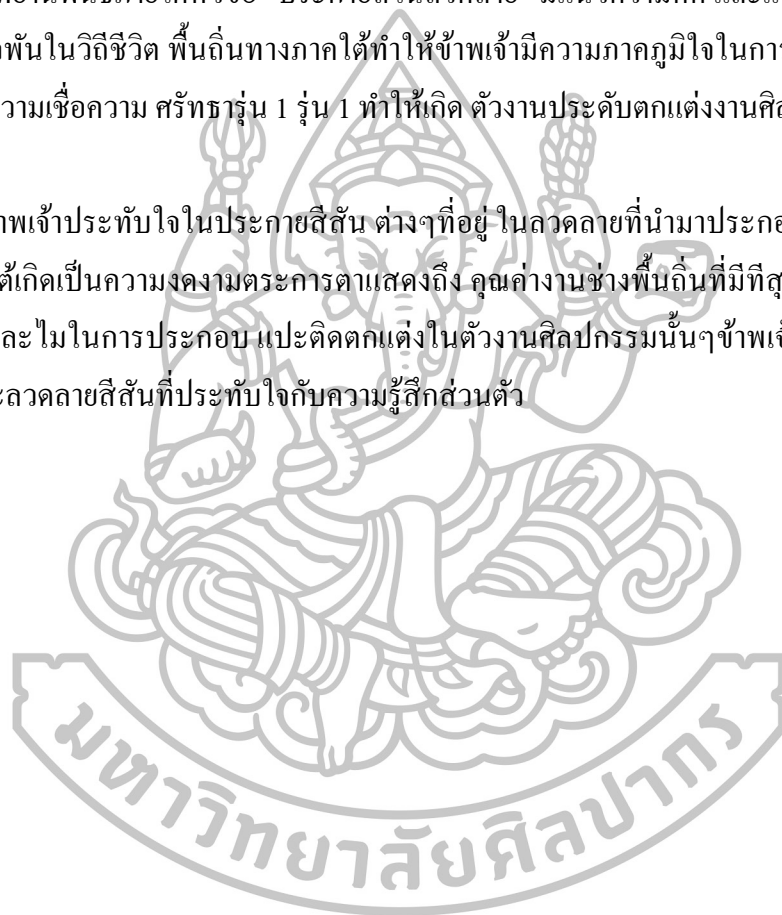 พันในวิถีชีวิต พื้นถิ่นทางภาคใต้ทำให้ข้าพเจ้ามีความภาคภูมิใจในการ
วามเชื่อความ ศรัทธารุ่น 1 รุ่น 1 ทำให้เกิด ตัวงานประดับตกแต่งงานศิล
าพเจ้าประทับใจในประกายสีสัน ต่างๆที่อยู่ ในลวดลายที่นำมาประกอ
ต้เกิดเป็นความงดงามตระการตาแสดงถึง คุณค่างานช่างพื้นถิ่นที่มีทีสุ
ละไมในการประกอบ แปะติดตกแต่งในตัวงานศิลปกรรมนั้นๆข้าพเจ้
ะลวดลายสีสันที่ประทับใจกับความรู้สึกส่วนตัว
มหาวิทยาลัยศิลปากร